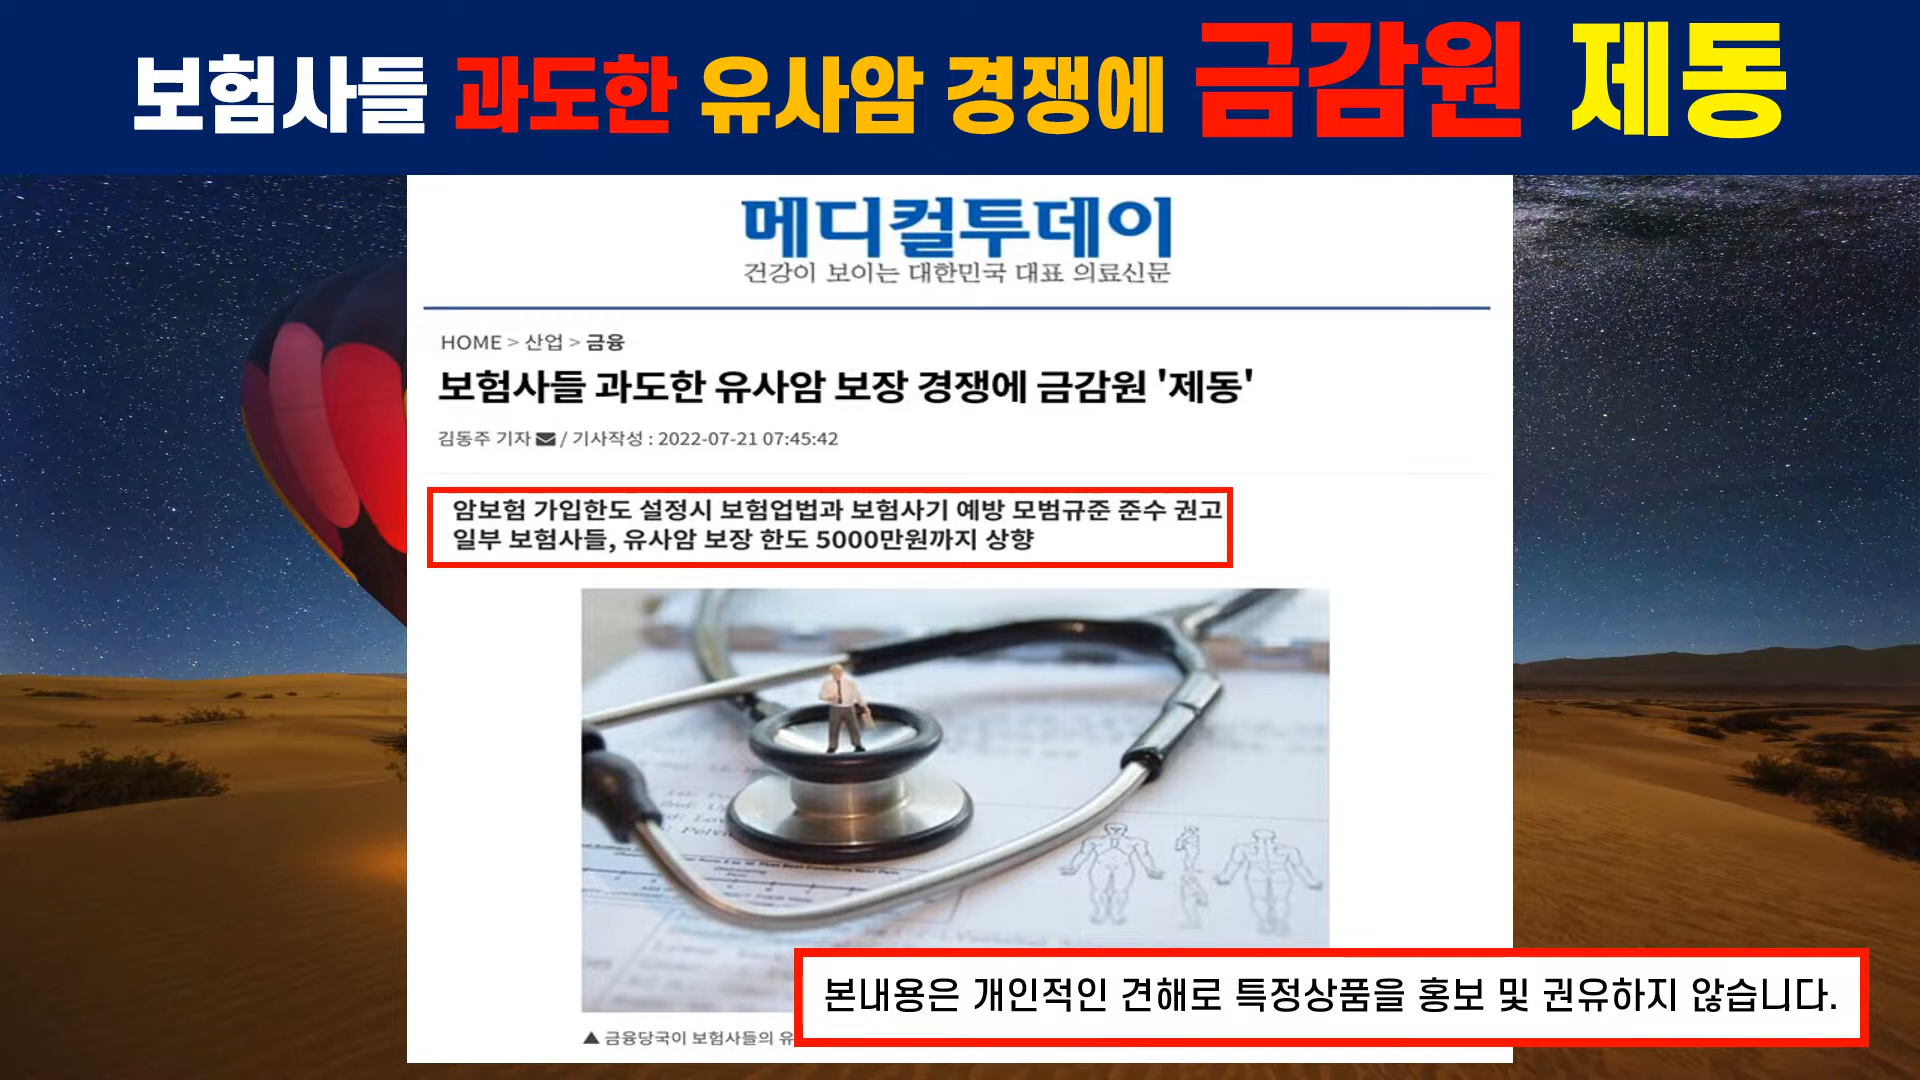 보험사들 과도한 유사암 경쟁에 금감원 제동
메디컬투데이
건강이 보이는 대한민국 대표 의료신문
HOME > 산업 > 금융
보험사들 과도한 유사암 보장 경쟁에 금감원 '제동'
김동주 기자 / 기사작성 : 2022-07-21 07:45:42
암보험 가입한도 설정시 보험업법과 보험사기 예방 모범규준 준수 권고
일부 보험사들, 유사암 보장 한도 5000만원까지 상향
▲ 금융당국이 보험사들의 유
본내용은 개인적인 견해로 특정상품을 홍보 및 권유하지 않습니다.